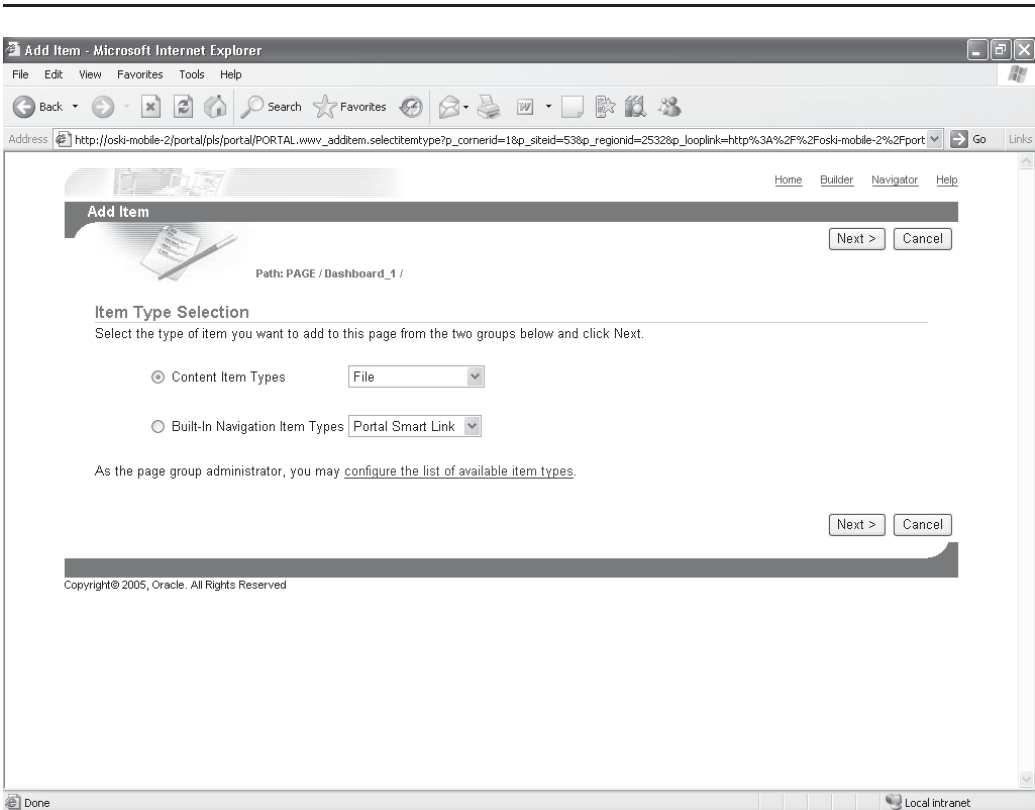 Add Item - Microsoft Internet Explorer
File Edit View Favorites Tools Help
Back Search Favorites
Address http://oski-mobile-2/portal/pls/portal/PORTAL.wwv_additem.selectitemtype?p_cornerid=1&p_siteid=53&p_regionid=2532&p_looplink=http%3A%2F%2Foski-mobile-2%2Fport Go Links
Home Builder Navigator Help
Add Item
Next > Cancel
Path: PAGE / Dashboard_1 /
Item Type Selection
Select the type of item you want to add to this page from the two groups below and click Next.
Content Item Types File
Built-In Navigation Item Types Portal Smart Link
As the page group administrator, you may configure the list of available item types.
Next > Cancel
Copyright© 2005, Oracle. All Rights Reserved
Done Local intranet